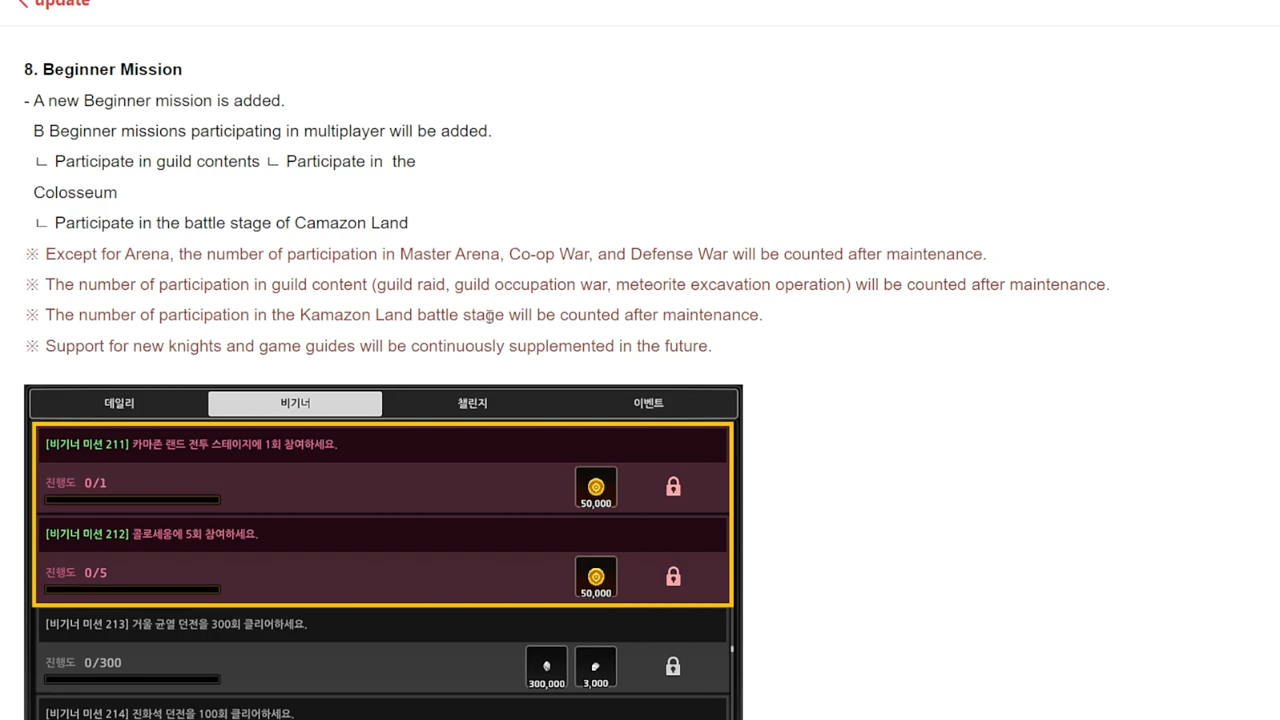 update
8. Beginner Mission
- A new Beginner mission is added.
B Beginner missions participating in multiplayer will be added.
ㄴ Participate in guild contents ㄴ Participate in the
Colosseum
ㄴ Participate in the battle stage of Camazon Land
※ Except for Arena, the number of participation in Master Arena, Co-op War, and Defense War will be counted after maintenance.
※ The number of participation in guild content (guild raid, guild occupation war, meteorite excavation operation) will be counted after maintenance.
※ The number of participation in the Kamazon Land battle stage will be counted after maintenance.
※ Support for new knights and game guides will be continuously supplemented in the future.
데일리 비기너 챌린지 이벤트
[비기너 미션 211] 카마존 랜드 전투 스테이지에 1회 참여하세요.
진행도 0/1
50,000
[비기너 미션 212] 콜로세움에 5회 참여하세요.
진행도 0/5
50,000
[비기너 미션 213] 거울 균열 던전을 300회 클리어하세요.
진행도 0/300
300,000 3,000
[비기너 미션 214] 진화석 던전을 100회 클리어하세요.